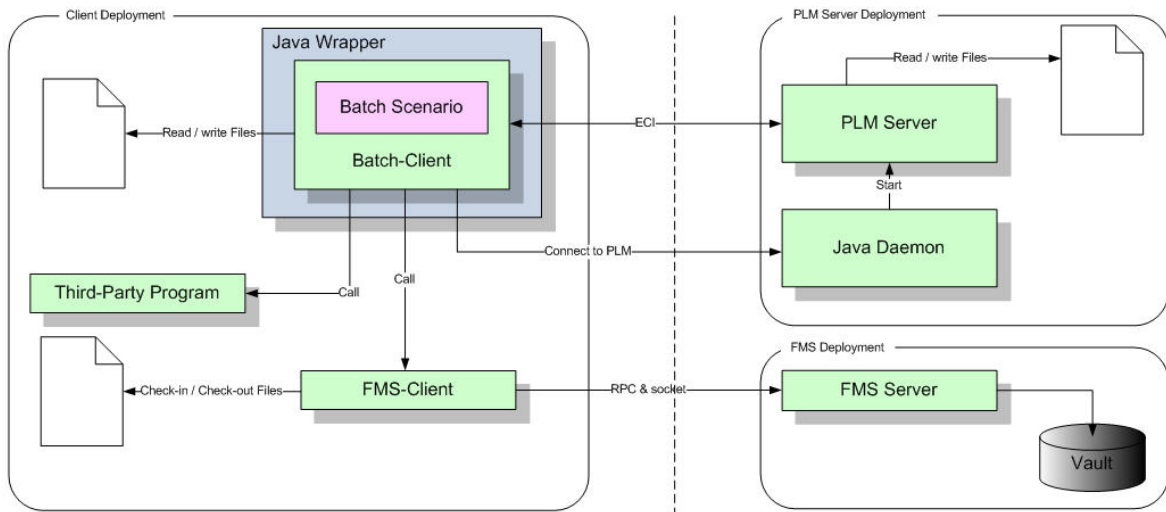 Client Deployment
PLM Server Deployment
Java Wrapper
Batch Scenario
Batch-Client
Read / write Files
ECI
Read / write Files
PLM Server
Start
Java Daemon
Connect to PLM
Call
Call
Third-Party Program
Check-in / Check-out Files
FMS-Client
RPC & socket
FMS Deployment
FMS Server
Vault